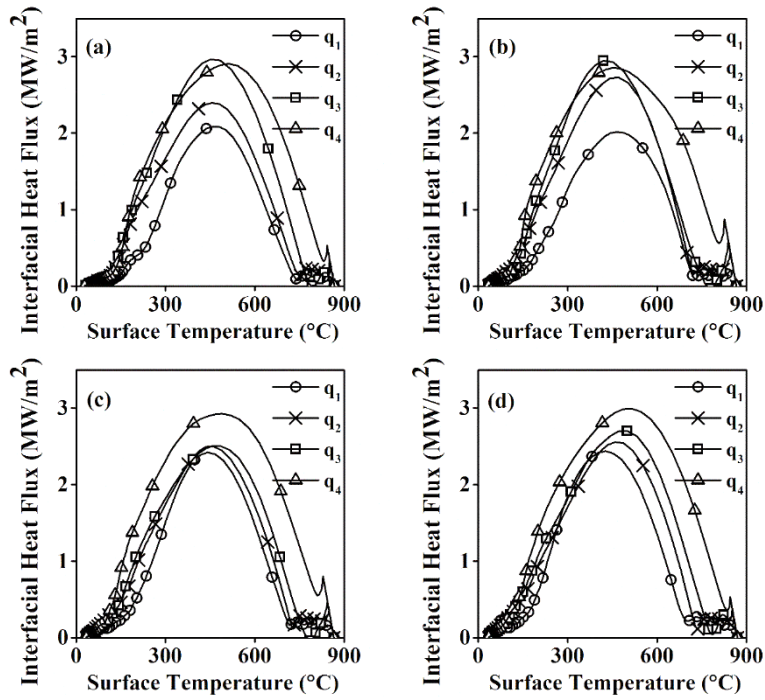 (a)
q1
q2
q3
q4
Interfacial Heat Flux (MW/m²)
3
2
1
0
0 300 600 900
Surface Temperature (°C)
(b)
q1
q2
q3
q4
Interfacial Heat Flux (MW/m²)
3
2
1
0
0 300 600 900
Surface Temperature (°C)
(c)
q1
q2
q3
q4
Interfacial Heat Flux (MW/m²)
3
2
1
0
0 300 600 900
Surface Temperature (°C)
(d)
q1
q2
q3
q4
Interfacial Heat Flux (MW/m²)
3
2
1
0
0 300 600 900
Surface Temperature (°C)